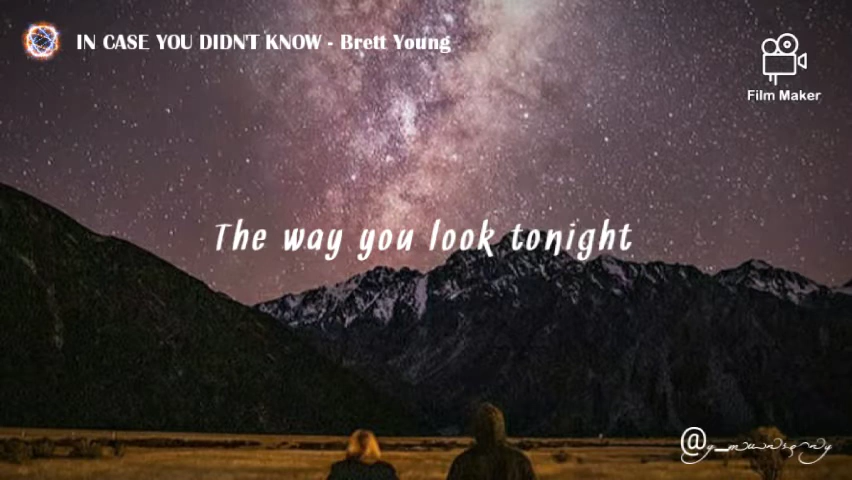 IN CASE YOU DIDN'T KNOW - Brett Young
Film Maker
The way you look tonight